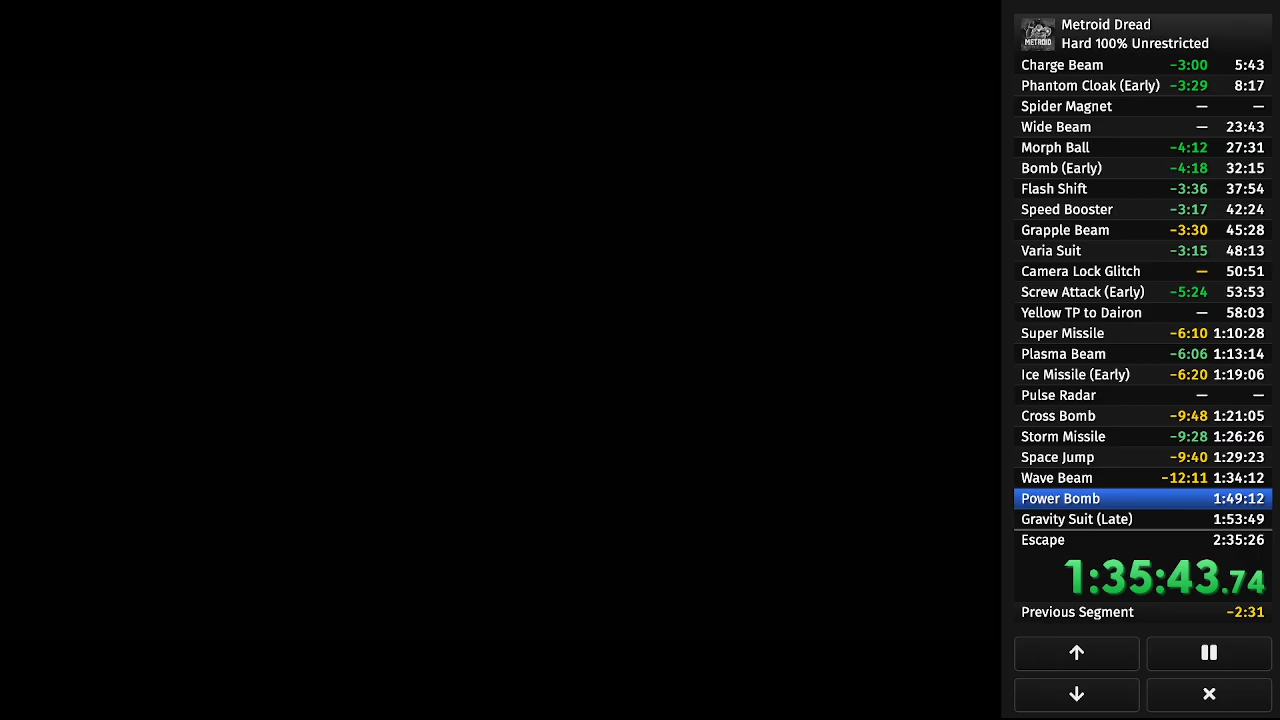 Metroid Dread
Hard 100% Unrestricted
Charge Beam −3:00 5:43
Phantom Cloak (Early) −3:29 8:17
Spider Magnet — —
Wide Beam — 23:43
Morph Ball −4:12 27:31
Bomb (Early) −4:18 32:15
Flash Shift −3:36 37:54
Speed Booster −3:17 42:24
Grapple Beam −3:30 45:28
Varia Suit −3:15 48:13
Camera Lock Glitch — 50:51
Screw Attack (Early) −5:24 53:53
Yellow TP to Dairon — 58:03
Super Missile −6:10 1:10:28
Plasma Beam −6:06 1:13:14
Ice Missile (Early) −6:20 1:19:06
Pulse Radar — —
Cross Bomb −9:48 1:21:05
Storm Missile −9:28 1:26:26
Space Jump −9:40 1:29:23
Wave Beam −12:11 1:34:12
Power Bomb 1:49:12
Gravity Suit (Late) 1:53:49
Escape 2:35:26
1:35:43.74
Previous Segment −2:31